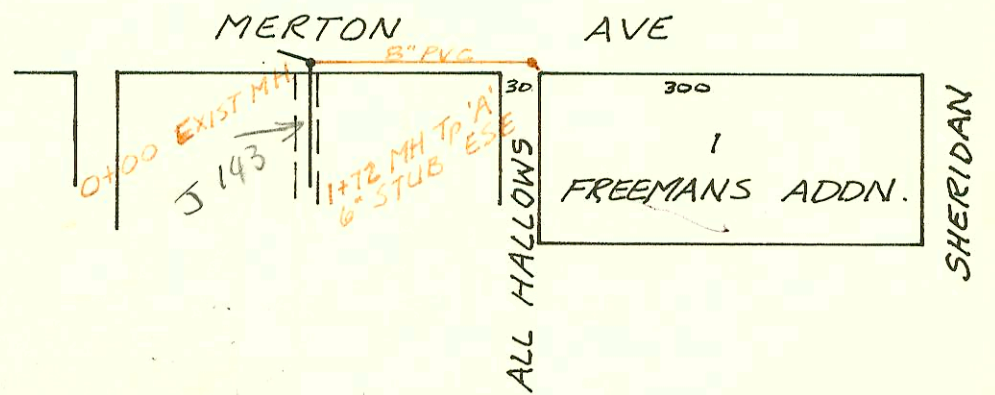 MERTON AVE
8" PVC
30
300
0+00 EXIST MH
J 143
1+72 MH Tp 'A'
6" STUB ESE
ALL HALLOWS
1
FREEMANS ADDN.
SHERIDAN